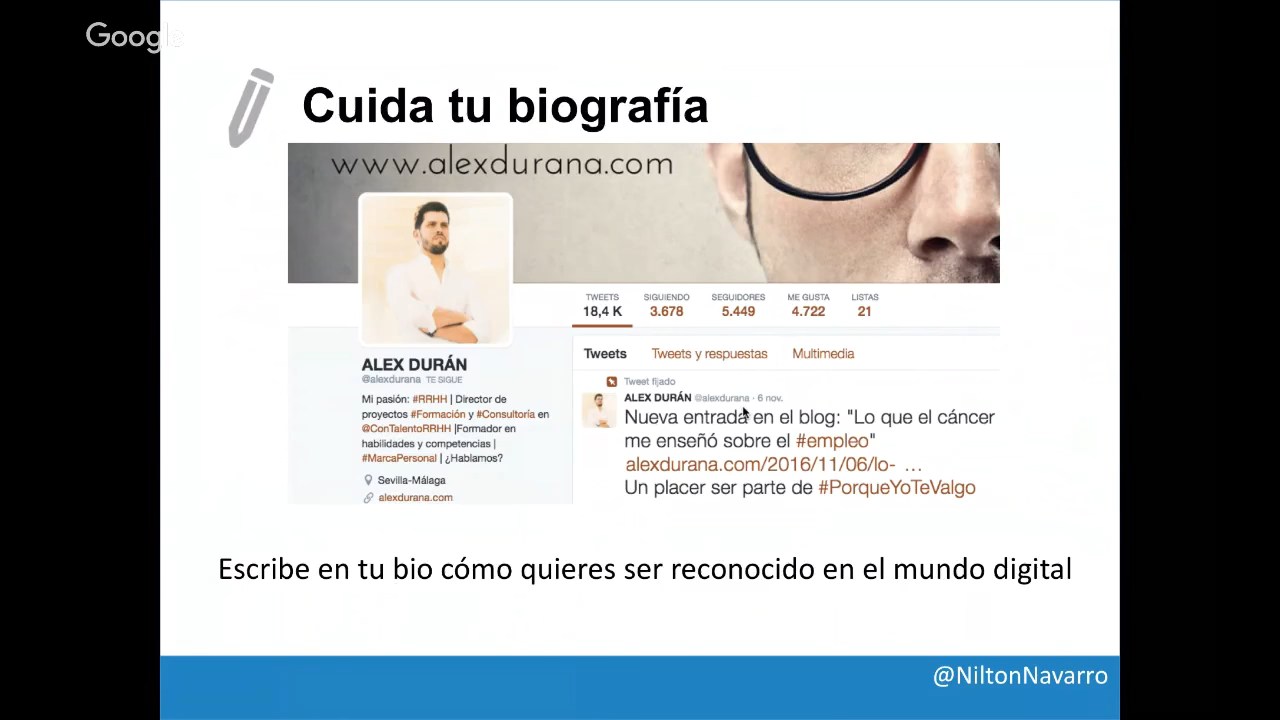 Google
Cuida tu biografía
www.alexdurana.com
TWEETS
18,4 K
SIGUIENDO
3.678
SEGUIDORES
5.449
ME GUSTA
4.722
LISTAS
21
ALEX DURÁN
@alexdurana TE SIGUE
Mi pasión: #RRHH | Director de
proyectos #Formación y #Consultoría en
@ConTalentoRRHH |Formador en
habilidades y competencias |
#MarcaPersonal | ¿Hablamos?
Sevilla-Málaga
alexdurana.com
Tweets Tweets y respuestas Multimedia
Tweet fijado
ALEX DURÁN @alexdurana · 6 nov.
Nueva entrada en el blog: "Lo que el cáncer
me enseñó sobre el #empleo"
alexdurana.com/2016/11/06/lo- …
Un placer ser parte de #PorqueYoTeValgo
Escribe en tu bio cómo quieres ser reconocido en el mundo digital
@NiltonNavarro